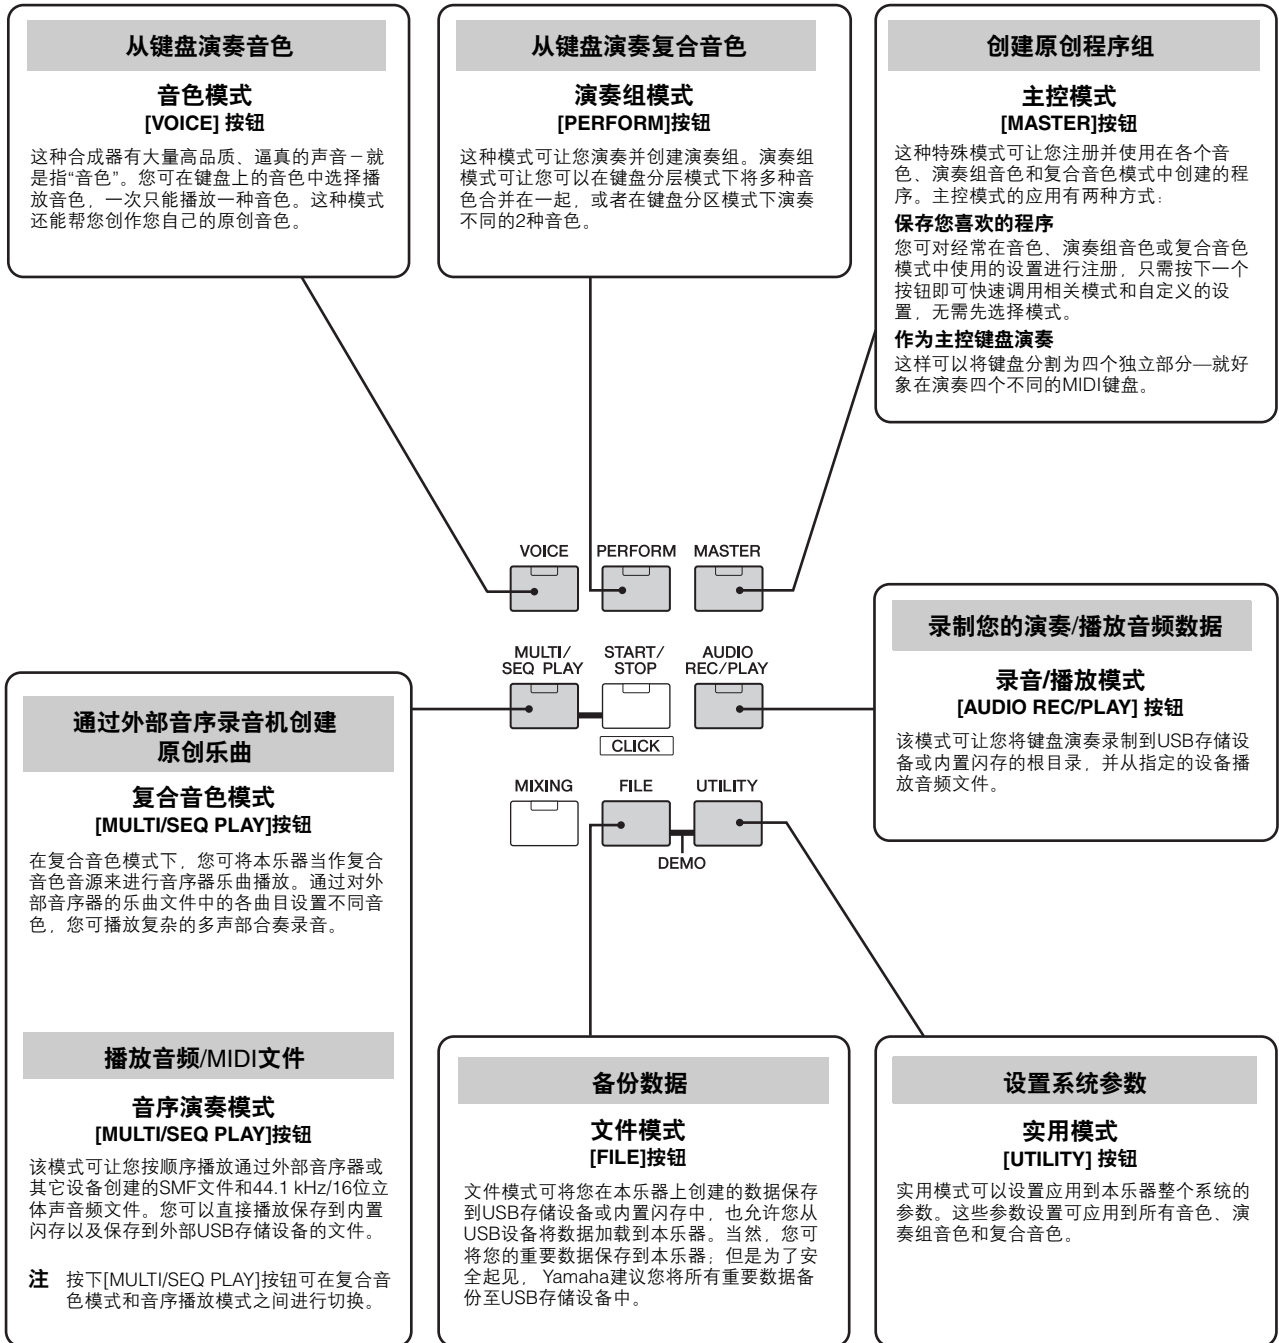 从键盘演奏音色
音色模式
[VOICE] 按钮
这种合成器有大量高品质、逼真的声音－就
是指“音色”。您可在键盘上的音色中选择播
放音色，一次只能播放一种音色。这种模式
还能帮您创作您自己的原创音色。
从键盘演奏复合音色
演奏组模式
[PERFORM]按钮
这种模式可让您演奏并创建演奏组。演奏组
模式可让您可以在键盘分层模式下将多种音
色合并在一起，或者在键盘分区模式下演奏
不同的2种音色。
创建原创程序组
主控模式
[MASTER]按钮
这种特殊模式可让您注册并使用在各个音
色、演奏组音色和复合音色模式中创建的程
序。主控模式的应用有两种方式：
保存您喜欢的程序
您可对经常在音色、演奏组音色或复合音色
模式中使用的设置进行注册，只需按下一个
按钮即可快速调用相关模式和自定义的设
置，无需先选择模式。
作为主控键盘演奏
这样可以将键盘分割为四个独立部分—就好
象在演奏四个不同的MIDI键盘。
VOICE PERFORM MASTER
MULTI/ START/ AUDIO
SEQ PLAY STOP REC/PLAY
CLICK
MIXING FILE UTILITY
DEMO
录制您的演奏/播放音频数据
录音/播放模式
[AUDIO REC/PLAY] 按钮
该模式可让您将键盘演奏录制到USB存储设
备或内置闪存的根目录，并从指定的设备播
放音频文件。
通过外部音序录音机创建
原创乐曲
复合音色模式
[MULTI/SEQ PLAY]按钮
在复合音色模式下，您可将本乐器当作复合
音色音源来进行音序器乐曲播放。通过对外
部音序器的乐曲文件中的各曲目设置不同音
色，您可播放复杂的多声部合奏录音。
播放音频/MIDI文件
音序演奏模式
[MULTI/SEQ PLAY]按钮
该模式可让您按顺序播放通过外部音序器或
其它设备创建的SMF文件和44.1 kHz/16位立
体声音频文件。您可以直接播放保存到内置
闪存以及保存到外部USB存储设备的文件。
注 按下[MULTI/SEQ PLAY]按钮可在复合音
色模式和音序播放模式之间进行切换。
备份数据
文件模式
[FILE]按钮
文件模式可将您在本乐器上创建的数据保存
到USB存储设备或内置闪存中，也允许您从
USB设备将数据加载到本乐器。当然，您可
将您的重要数据保存到本乐器；但是为了安
全起见， Yamaha建议您将所有重要数据备
份至USB存储设备中。
设置系统参数
实用模式
[UTILITY] 按钮
实用模式可以设置应用到本乐器整个系统的
参数。这些参数设置可应用到所有音色、演
奏组音色和复合音色。